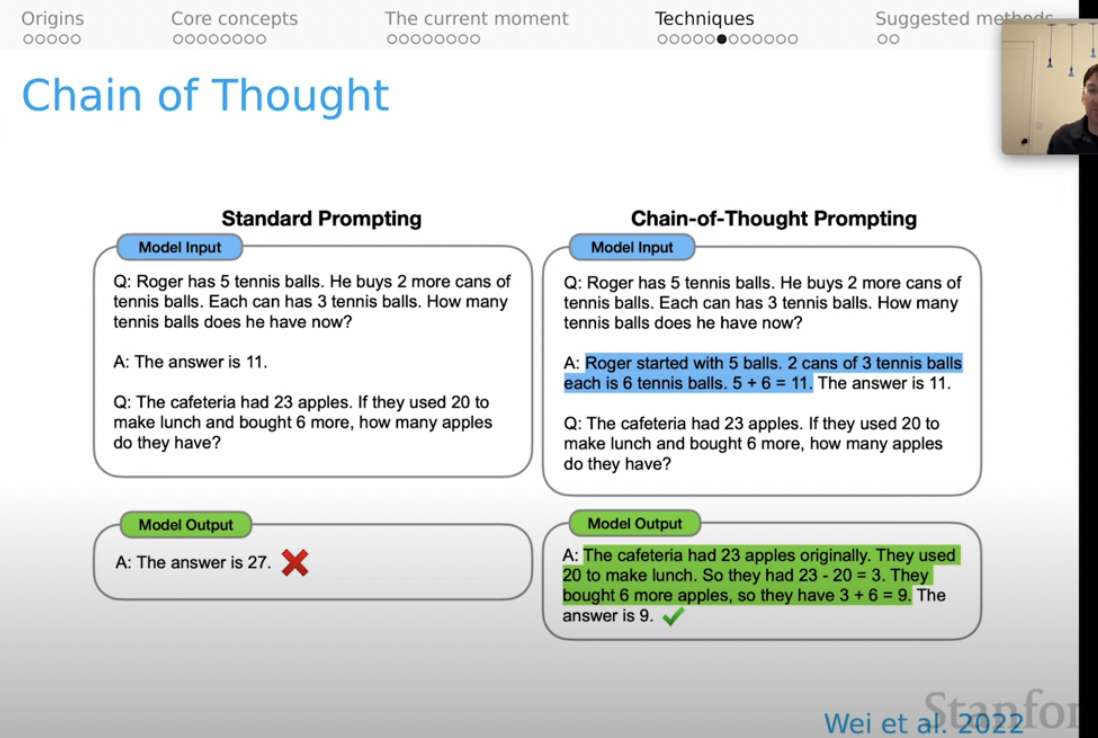 Origins
Core concepts
The current moment
Techniques
Suggested methods
Chain of Thought
Standard Prompting
Model Input
Q: Roger has 5 tennis balls. He buys 2 more cans of
tennis balls. Each can has 3 tennis balls. How many
tennis balls does he have now?
A: The answer is 11.
Q: The cafeteria had 23 apples. If they used 20 to
make lunch and bought 6 more, how many apples
do they have?
Model Output
A: The answer is 27.
Chain-of-Thought Prompting
Model Input
Q: Roger has 5 tennis balls. He buys 2 more cans of
tennis balls. Each can has 3 tennis balls. How many
tennis balls does he have now?
A: Roger started with 5 balls. 2 cans of 3 tennis balls
each is 6 tennis balls. 5 + 6 = 11. The answer is 11.
Q: The cafeteria had 23 apples. If they used 20 to
make lunch and bought 6 more, how many apples
do they have?
Model Output
A: The cafeteria had 23 apples originally. They used
20 to make lunch. So they had 23 - 20 = 3. They
bought 6 more apples, so they have 3 + 6 = 9. The
answer is 9.
Wei et al. 2022
Stanfor